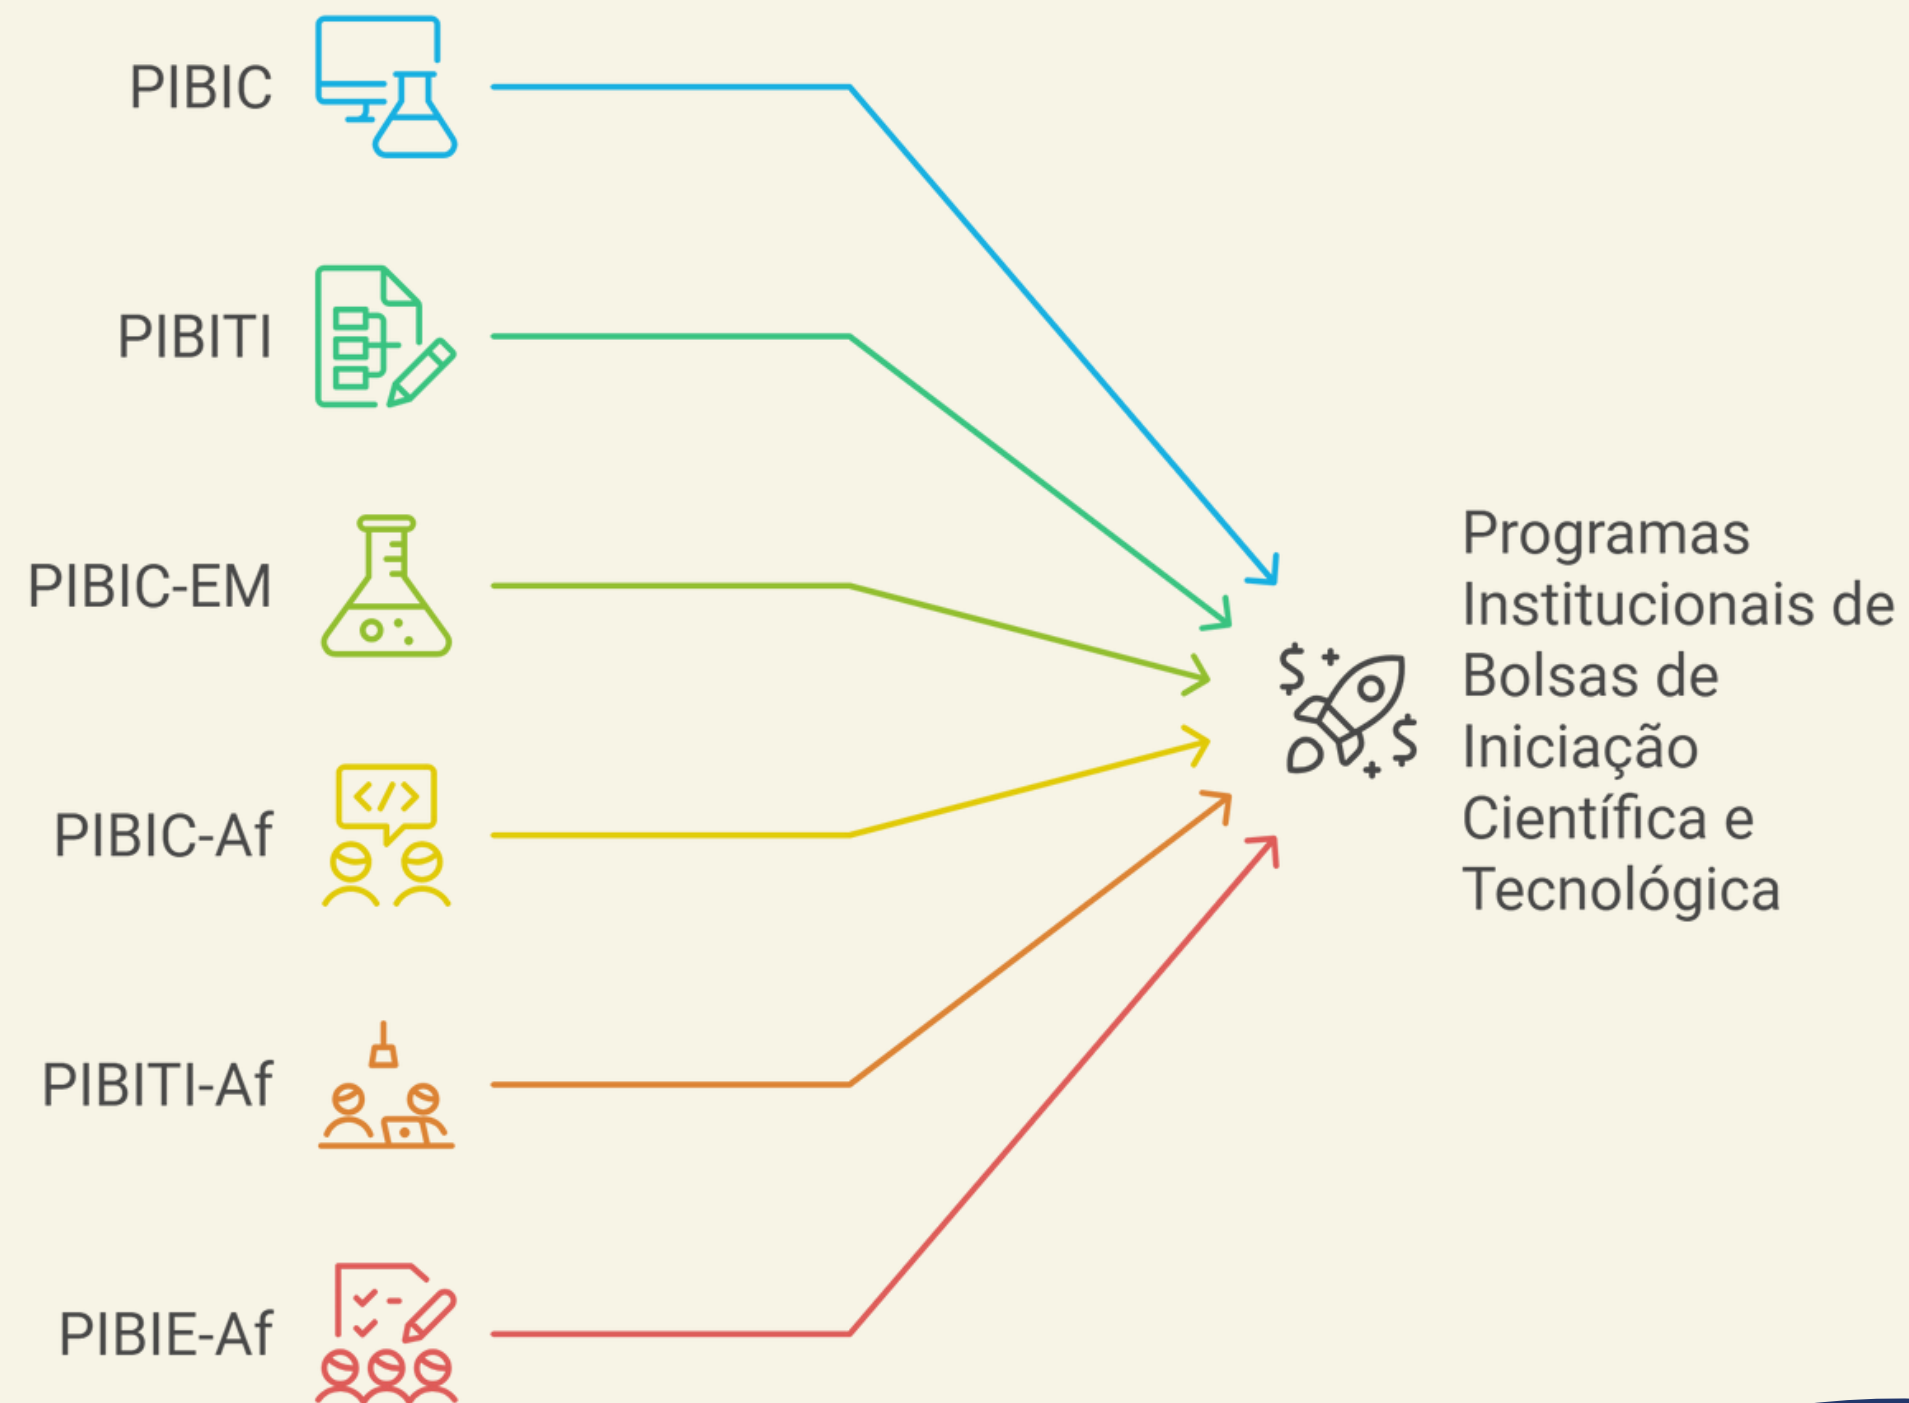 PIBIC
PIBITI
PIBIC-EM
PIBIC-Af
PIBITI-Af
PIBIE-Af
Programas
Institucionais de
Bolsas de
Iniciação
Científica e
Tecnológica